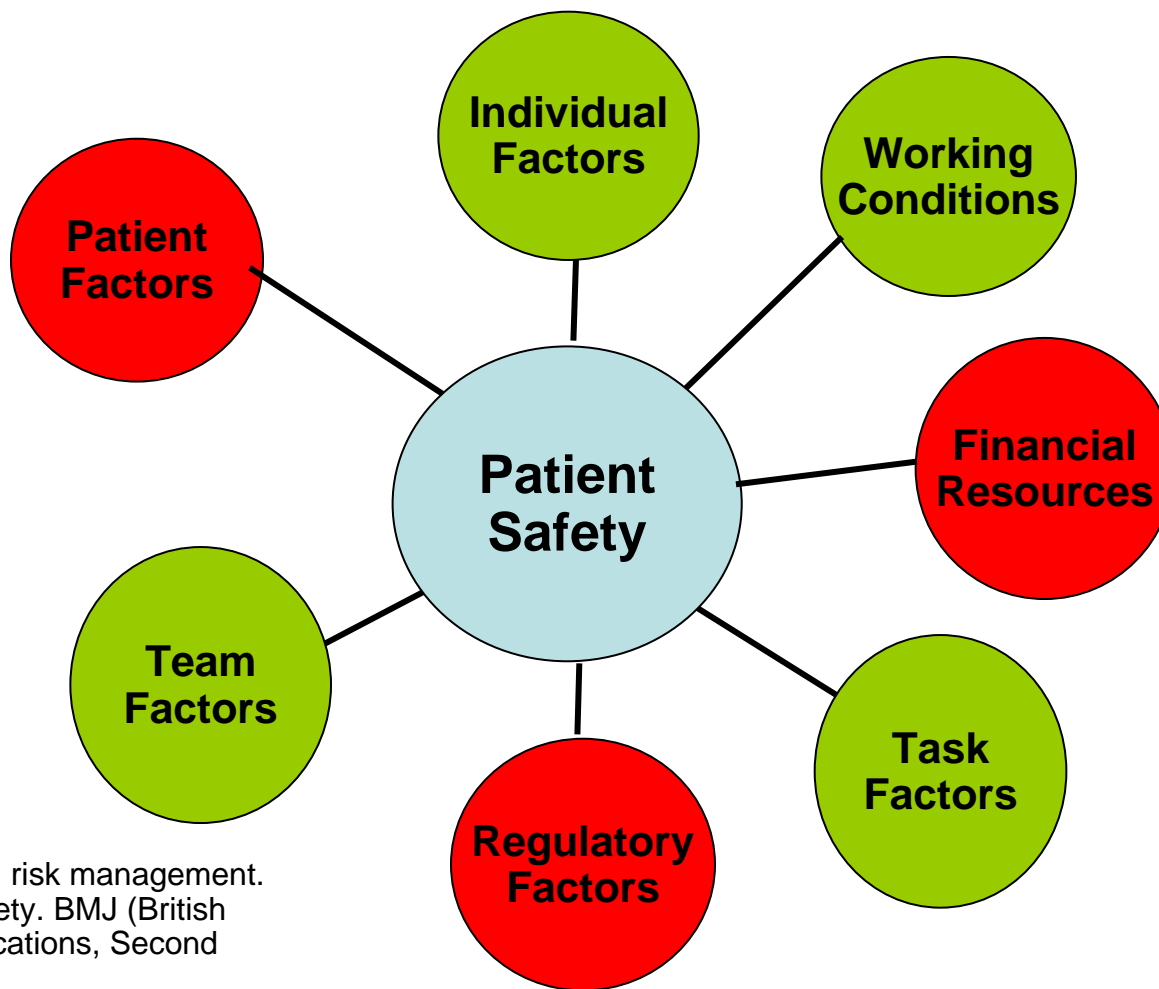 Individual
Factors
Working
Conditions
Patient
Factors
Financial
Resources
Patient
Safety
Team
Factors
Task
Factors
Regulatory
Factors
risk management.
ety. BMJ (British
cations, Second